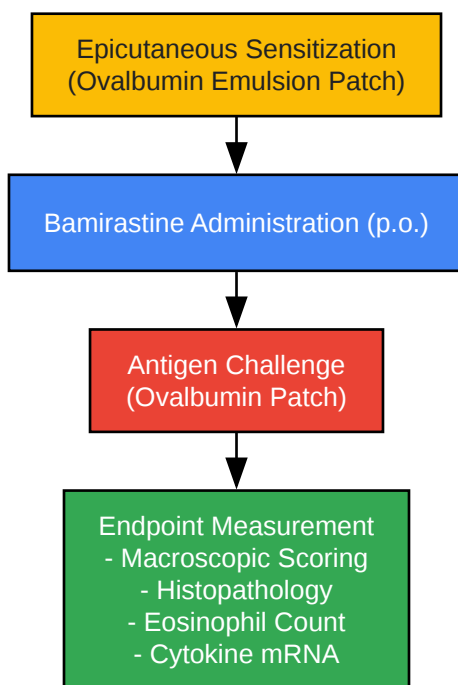 Epicutaneous Sensitization
(Ovalbumin Emulsion Patch)
Bamirastine Administration (p.o.)
Antigen Challenge
(Ovalbumin Patch)
Endpoint Measurement
- Macroscopic Scoring
- Histopathology
- Eosinophil Count
- Cytokine mRNA